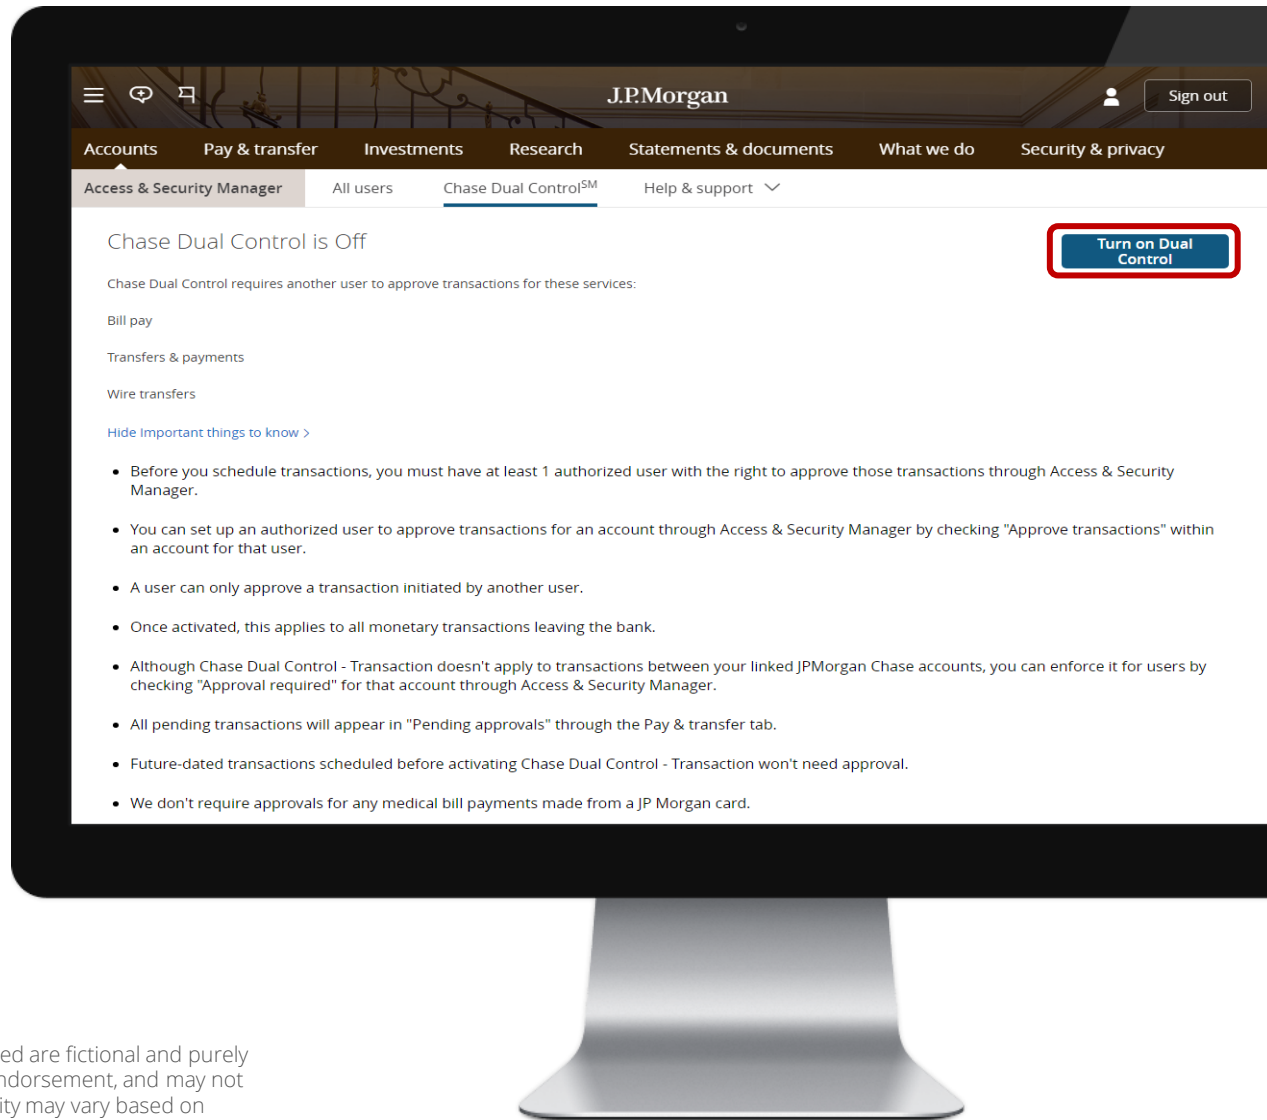 J.P.Morgan
Sign out
Accounts Pay & transfer Investments Research Statements & documents What we do Security & privacy
Access & Security Manager All users Chase Dual Control℠ Help & support
Chase Dual Control is Off
Turn on Dual
Control
Chase Dual Control requires another user to approve transactions for these services:
Bill pay
Transfers & payments
Wire transfers
Hide Important things to know >
• Before you schedule transactions, you must have at least 1 authorized user with the right to approve those transactions through Access & Security
Manager.
• You can set up an authorized user to approve transactions for an account through Access & Security Manager by checking "Approve transactions" within
an account for that user.
• A user can only approve a transaction initiated by another user.
• Once activated, this applies to all monetary transactions leaving the bank.
• Although Chase Dual Control - Transaction doesn't apply to transactions between your linked JPMorgan Chase accounts, you can enforce it for users by
checking "Approval required" for that account through Access & Security Manager.
• All pending transactions will appear in "Pending approvals" through the Pay & transfer tab.
• Future-dated transactions scheduled before activating Chase Dual Control - Transaction won't need approval.
• We don't require approvals for any medical bill payments made from a JP Morgan card.
are fictional and purely
and may not
may vary based on